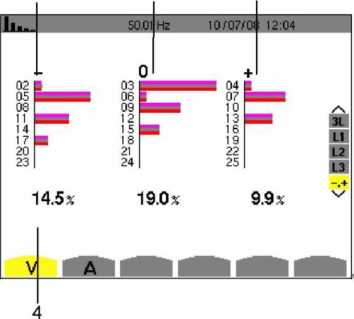 50.01 Hz 10/07/08 12:04
- 0 +
02 03 04
05 06 07
08 09 10
11 12 13
14 15 16
17 18 19
20 21 22
23 24 25
3L
L1
L2
L3
-.+
14.5% 19.0% 9.9%
V A
4